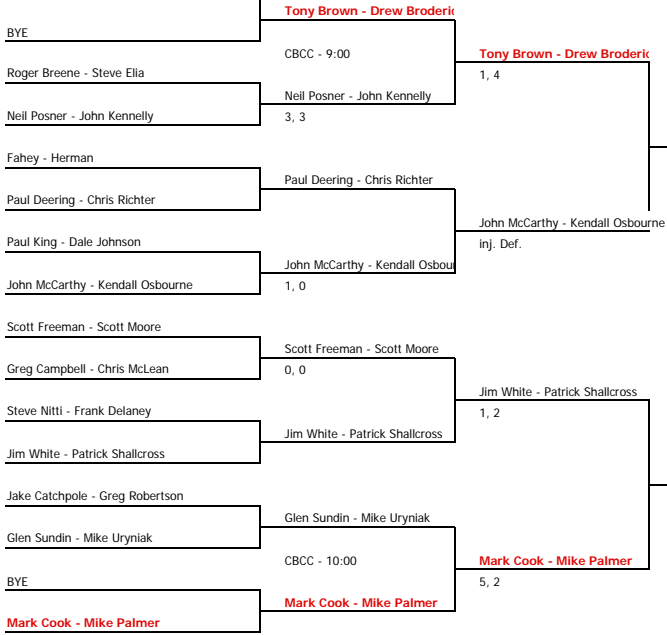 Tony Brown - Drew Broderic
BYE
CBCC - 9:00
Tony Brown - Drew Broderic
Roger Breene - Steve Elia
1, 4
Neil Posner - John Kennelly
Neil Posner - John Kennelly
3, 3
Fahey - Herman
Paul Deering - Chris Richter
Paul Deering - Chris Richter
John McCarthy - Kendall Osbourne
Paul King - Dale Johnson
inj. Def.
John McCarthy - Kendall Osbour
John McCarthy - Kendall Osbourne
1, 0
Scott Freeman - Scott Moore
Scott Freeman - Scott Moore
Greg Campbell - Chris McLean
0, 0
Jim White - Patrick Shallcross
Steve Nitti - Frank Delaney
1, 2
Jim White - Patrick Shallcross
Jim White - Patrick Shallcross
Jake Catchpole - Greg Robertson
Glen Sundin - Mike Uryniak
Glen Sundin - Mike Uryniak
CBCC - 10:00
Mark Cook - Mike Palmer
BYE
5, 2
Mark Cook - Mike Palmer
Mark Cook - Mike Palmer